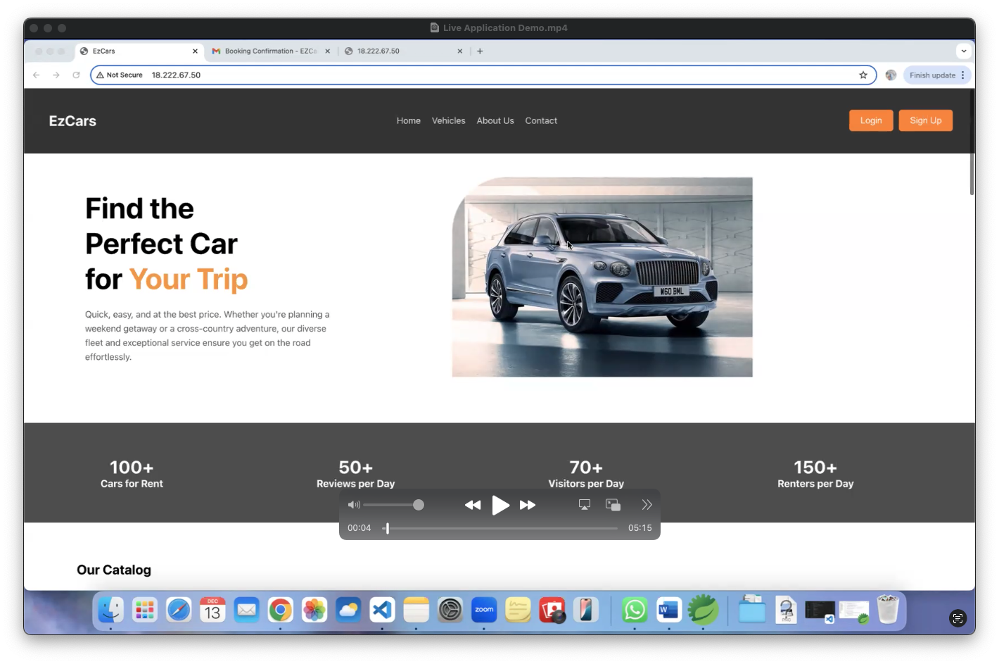 Live Application Demo.mp4
EzCars
Booking Confirmation - EZCa
18.222.67.50
Not Secure 18.222.67.50
Finish update
EzCars
Home Vehicles About Us Contact
Login Sign Up
Find the
Perfect Car
for Your Trip
Quick, easy, and at the best price. Whether you're planning a
weekend getaway or a cross-country adventure, our diverse
fleet and exceptional service ensure you get on the road
effortlessly.
W60 BML
100+
Cars for Rent
50+
Reviews per Day
70+
Visitors per Day
150+
Renters per Day
00:04 05:15
Our Catalog
DEC
13
zoom
W
PNG